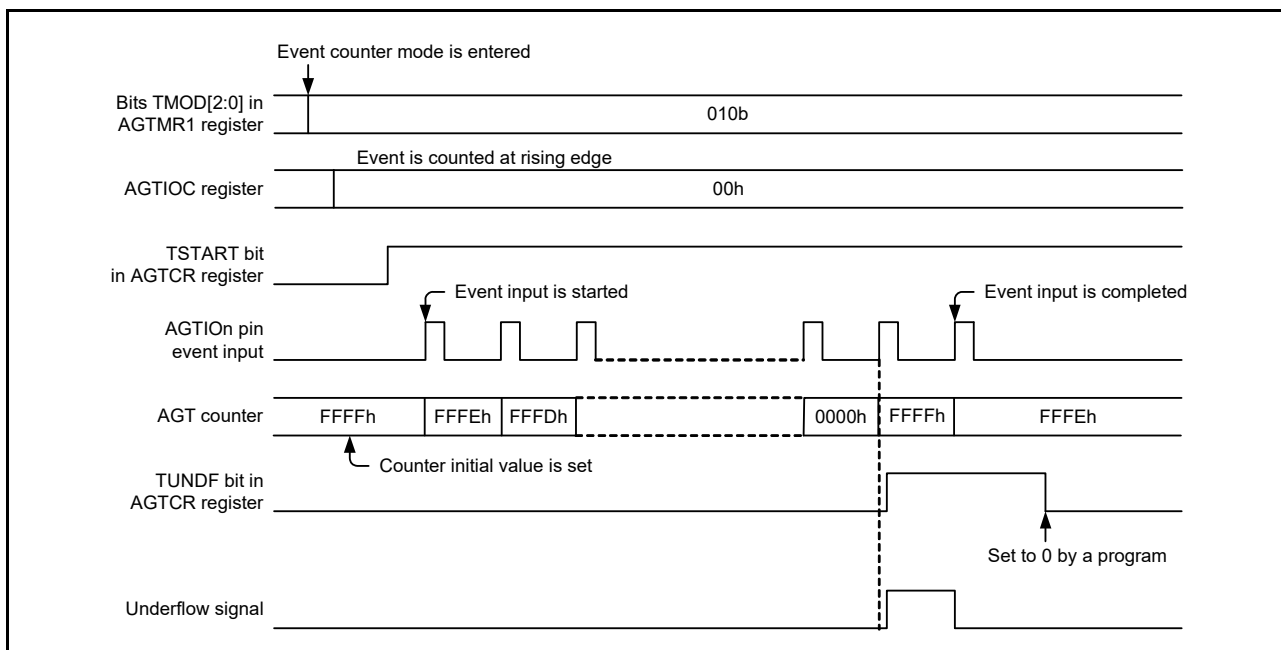 Event counter mode is entered
Bits TMOD[2:0] in
AGTMR1 register
010b
Event is counted at rising edge
AGTIOC register
00h
TSTART bit
in AGTCR register
Event input is started
Event input is completed
AGTIOn pin
event input
AGT counter
FFFFh
FFFEh
FFFDh
0000h
FFFFh
FFFEh
Counter initial value is set
TUNDF bit in
AGTCR register
Set to 0 by a program
Underflow signal